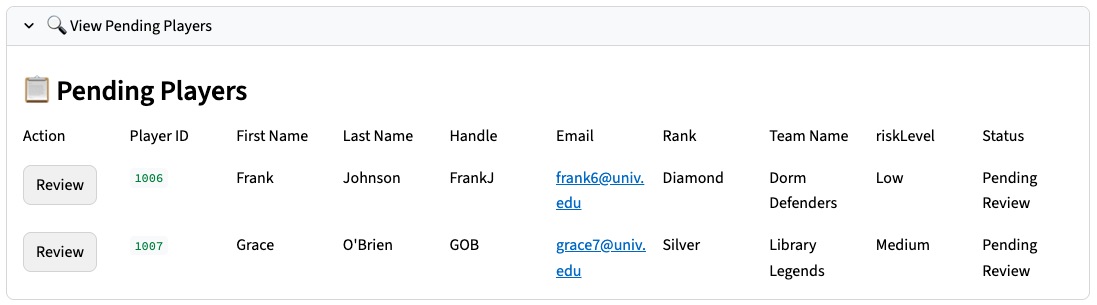 View Pending Players
Pending Players
Action Player ID First Name Last Name Handle Email Rank Team Name riskLevel Status
Review 1006 Frank Johnson FrankJ frank6@univ.edu Diamond Dorm Defenders Low Pending Review
Review 1007 Grace O'Brien GOB grace7@univ.edu Silver Library Legends Medium Pending Review